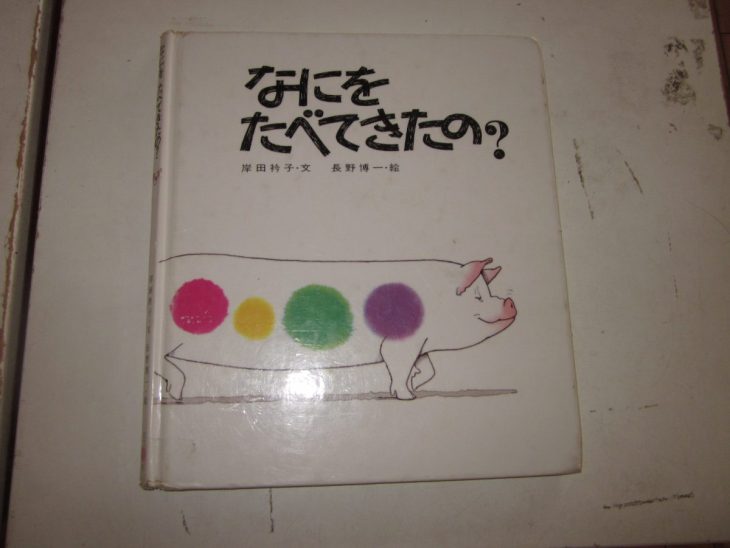 なにを
たべてきたの?
岸田衿子・文 長野博一・絵